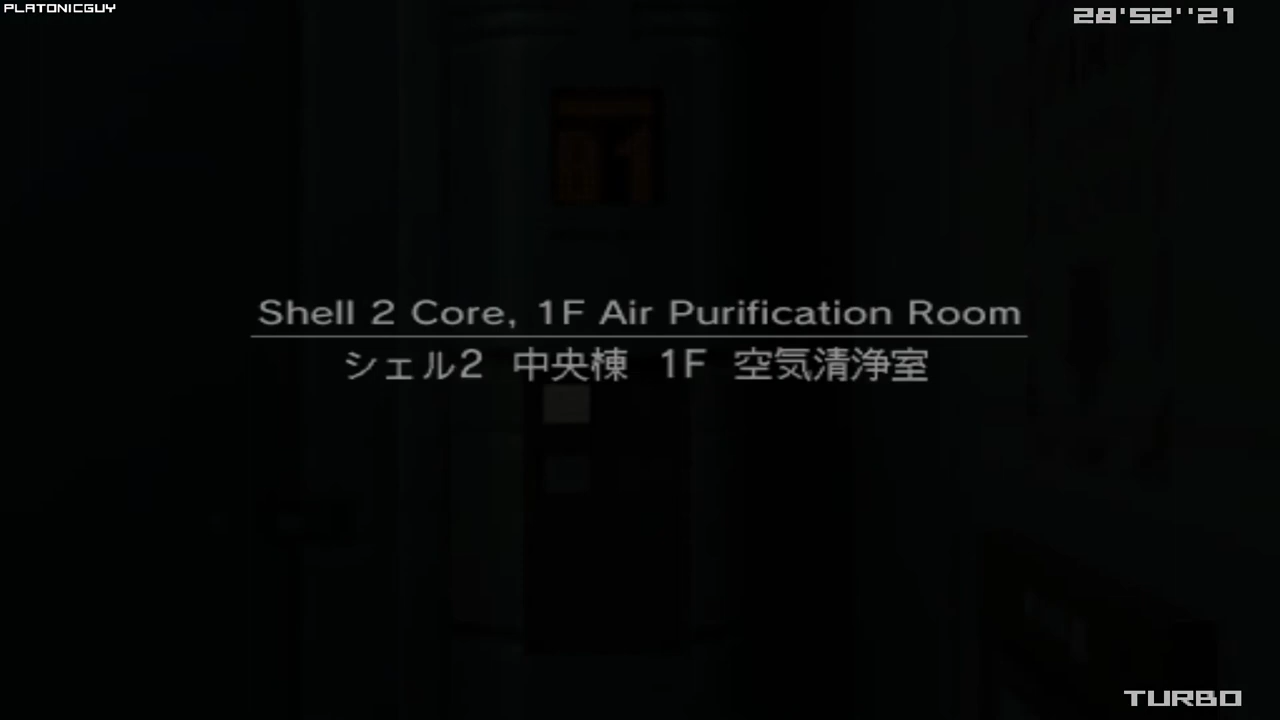 PLATONICGUY
28'52''21
Shell 2 Core, 1F Air Purification Room
シェル2 中央棟 1F 空気清浄室
TURBO